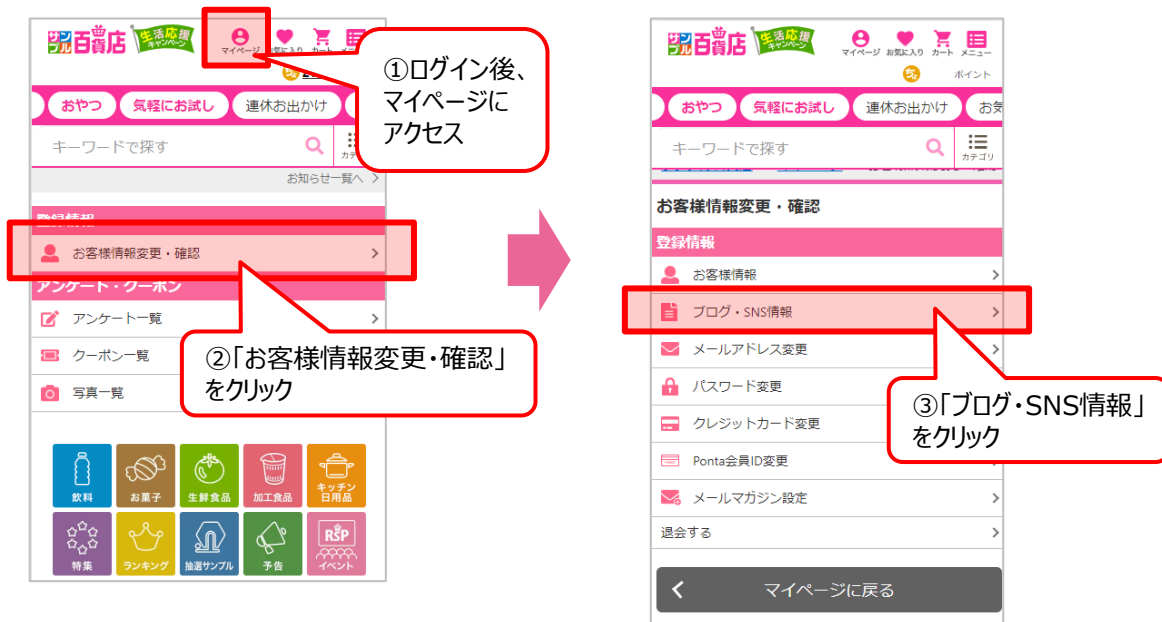 サンプル百貨店
生活応援
キャンペーン
マイページ お気に入り カート メニュー
①ログイン後、
マイページに
アクセス
おやつ 気軽にお試し 連休お出かけ
キーワードで探す
お知らせ一覧へ
登録情報
お客様情報変更・確認
アンケート・クーポン
アンケート一覧
クーポン一覧
写真一覧
②「お客様情報変更・確認」
をクリック
飲料 お菓子 生鮮食品 加工食品 キッチン
日用品
RSP
特集 ランキング 抽選サンプル 予告 イベント
サンプル百貨店
生活応援
キャンペーン
マイページ お気に入り カート メニュー
ポイント
おやつ 気軽にお試し 連休お出かけ お気
キーワードで探す
カテゴリ
お客様情報変更・確認
登録情報
お客様情報
ブログ・SNS情報
メールアドレス変更
パスワード変更
クレジットカード変更
Ponta会員ID変更
メールマガジン設定
退会する
③「ブログ・SNS情報」
をクリック
マイページに戻る